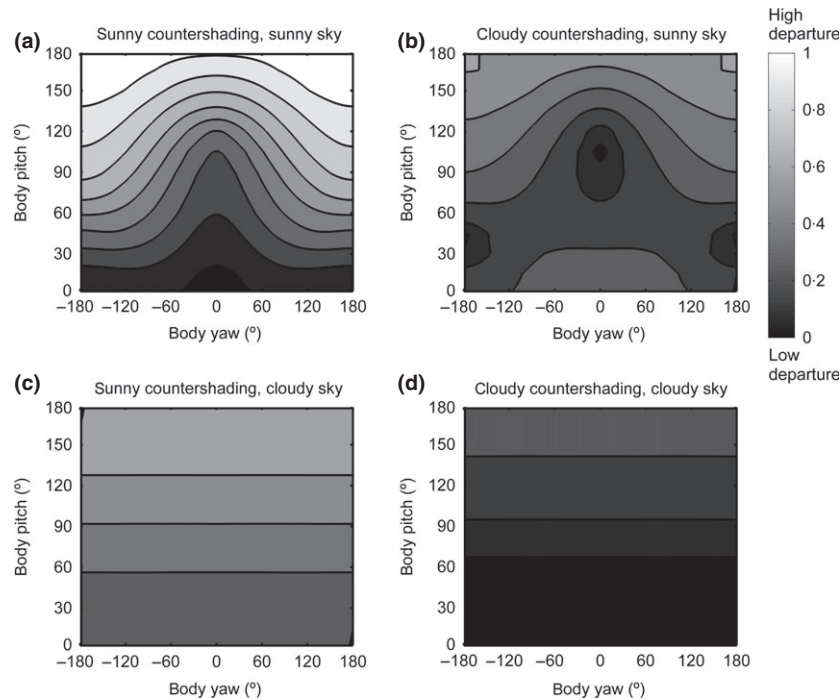 (a) Sunny countershading, sunny sky
180
150
120
90
60
30
0
Body pitch (º)
–180 –120 –60 0 60 120 180
Body yaw (º)
(b) Cloudy countershading, sunny sky
180
150
120
90
60
30
0
Body pitch (º)
–180 –120 –60 0 60 120 180
Body yaw (º)
High
departure
1
0·8
0·6
0·4
0·2
0
Low
departure
(c) Sunny countershading, cloudy sky
180
150
120
90
60
30
0
Body pitch (º)
–180 –120 –60 0 60 120 180
Body yaw (º)
(d) Cloudy countershading, cloudy sky
180
150
120
90
60
30
0
Body pitch (º)
–180 –120 –60 0 60 120 180
Body yaw (º)